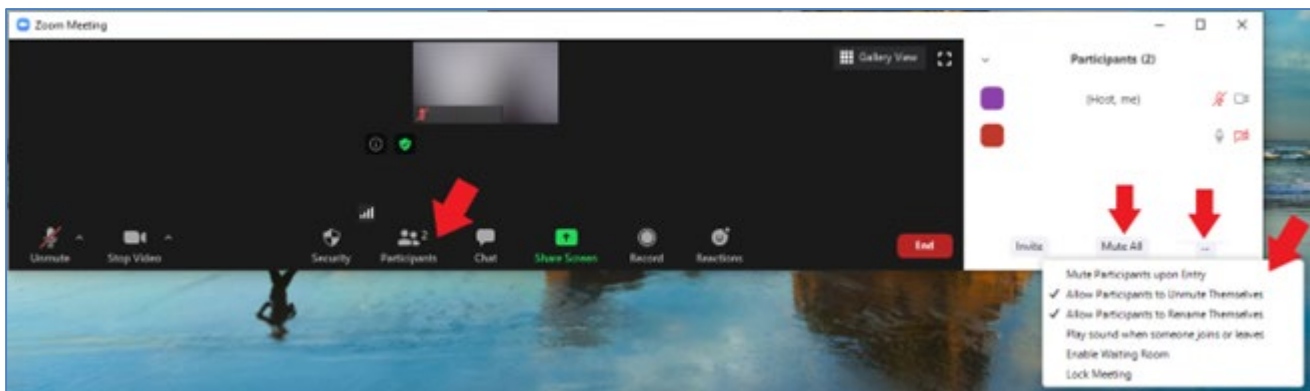 Zoom Meeting
Gallery View
Participants (2)
(Host, me)
2
Unmute
Stop Video
Security
Participants
Chat
Share Screen
Record
Reactions
End
Invite
Mute All
...
Mute Participants upon Entry
✓ Allow Participants to Unmute Themselves
✓ Allow Participants to Rename Themselves
Play sound when someone joins or leaves
Enable Waiting Room
Lock Meeting